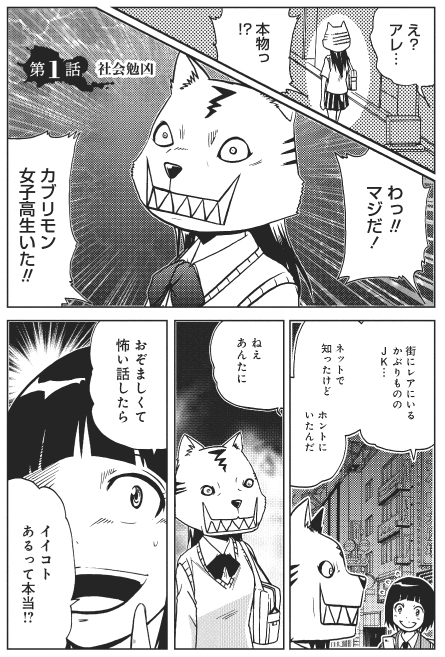 え?
アレ…
本物っ
!?
第1話 社会勉凶
わっ!!
マジだ!
カブリモン
女子高生いた!!
街にレアにいる
かぶりものの
JK…
ネットで
知ったけど
ホントに
いたんだ
ねえ
あんたに
おぞましくて
怖い話したら
イイコト
あるって本当!?